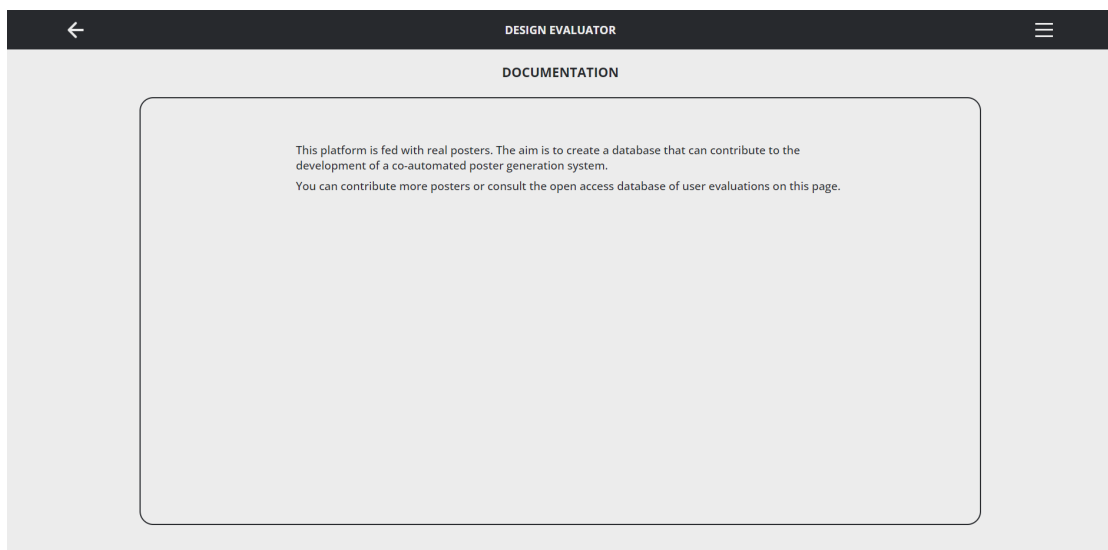 DESIGN EVALUATOR
DOCUMENTATION
This platform is fed with real posters. The aim is to create a database that can contribute to the
development of a co-automated poster generation system.
You can contribute more posters or consult the open access database of user evaluations on this page.